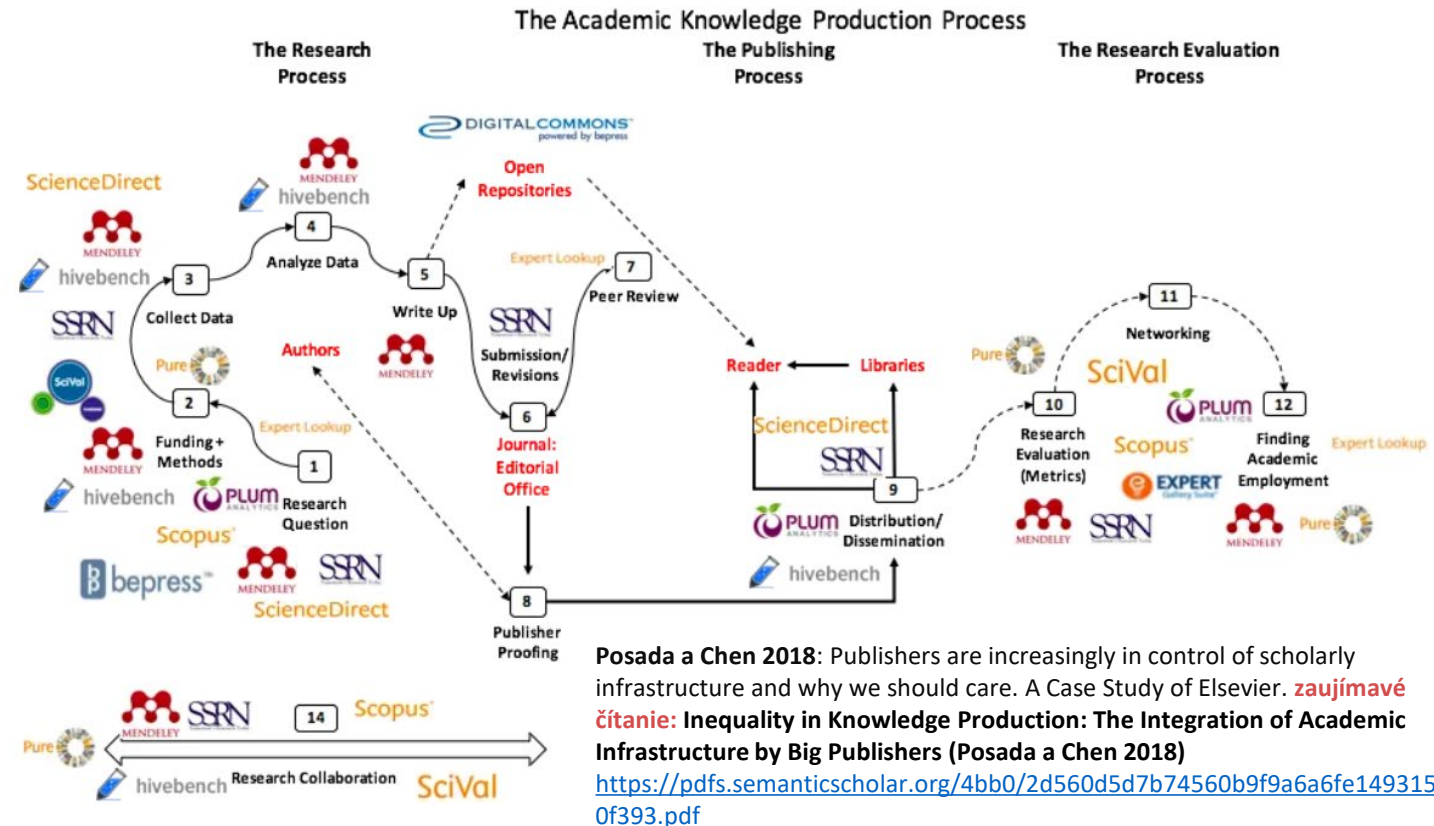 The Academic Knowledge Production Process
The Research
Process
The Publishing
Process
The Research Evaluation
Process
DIGITALCOMMONS™
powered by bepress
Open
Repositories
MENDELEY
hivebench
4
Analyze Data
ScienceDirect
MENDELEY
hivebench
3
Collect Data
SSRN
Pure
SciVal
2
Funding +
Methods
MENDELEY
hivebench
Expert Lookup
1
Research
Question
PLUM
ANALYTICS
Scopus®
bepress™
MENDELEY
SSRN
ScienceDirect
5
Write Up
MENDELEY
Authors
Expert Lookup
7
Peer Review
SSRN
Submission/
Revisions
6
Journal:
Editorial
Office
8
Publisher
Proofing
Reader
Libraries
ScienceDirect
SSRN
9
PLUM
ANALYTICS
Distribution/
Dissemination
hivebench
Pure
11
Networking
SciVal
10
Research
Evaluation
(Metrics)
PLUM
ANALYTICS
12
Finding
Academic
Employment
Scopus®
EXPERT
Gallery Suite™
Expert Lookup
MENDELEY
SSRN
MENDELEY
Pure
MENDELEY
SSRN
14
Scopus®
Pure
hivebench
Research Collaboration
SciVal
Posada a Chen 2018: Publishers are increasingly in control of scholarly
infrastructure and why we should care. A Case Study of Elsevier. zaujímavé
čítanie: Inequality in Knowledge Production: The Integration of Academic
Infrastructure by Big Publishers (Posada a Chen 2018)
https://pdfs.semanticscholar.org/4bb0/2d560d5d7b74560b9f9a6a6fe149315
0f393.pdf